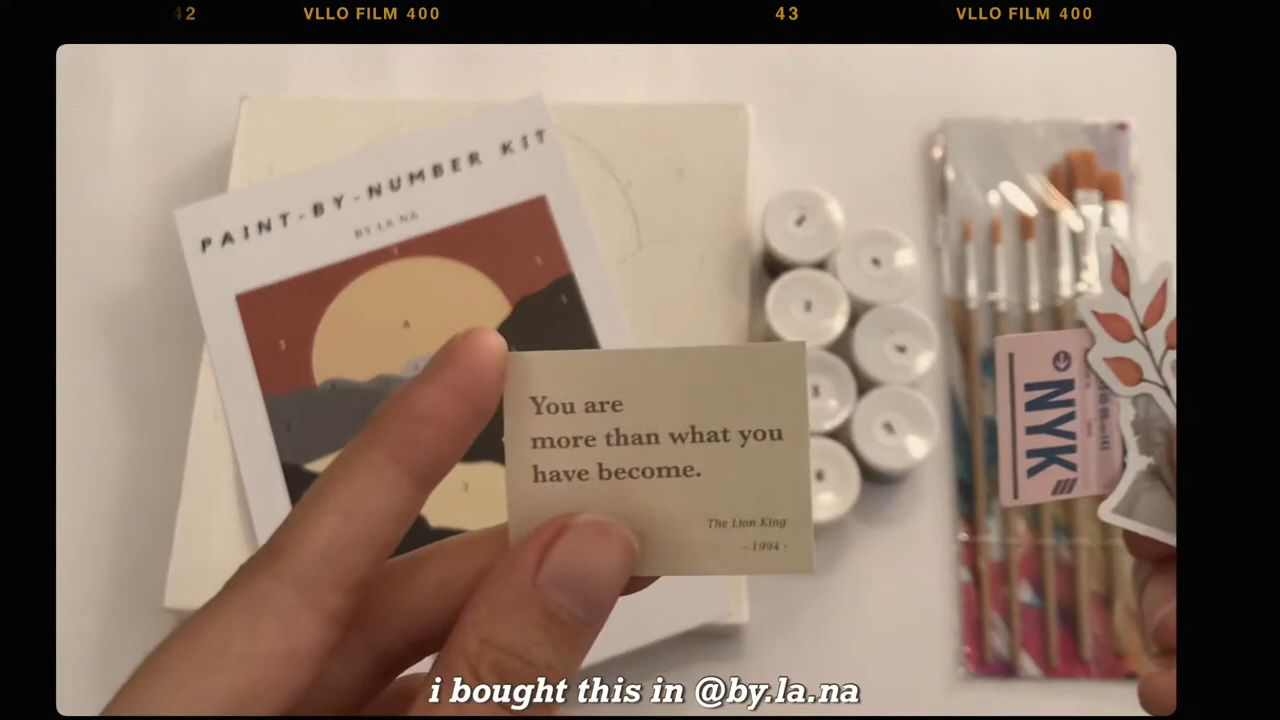 42
VLLO FILM 400
43
VLLO FILM 400
PAINT-BY-NUMBER KIT
BY LA NA
You are
more than what you
have become.
The Lion King
- 1994 -
NYK
i bought this in @by.la.na